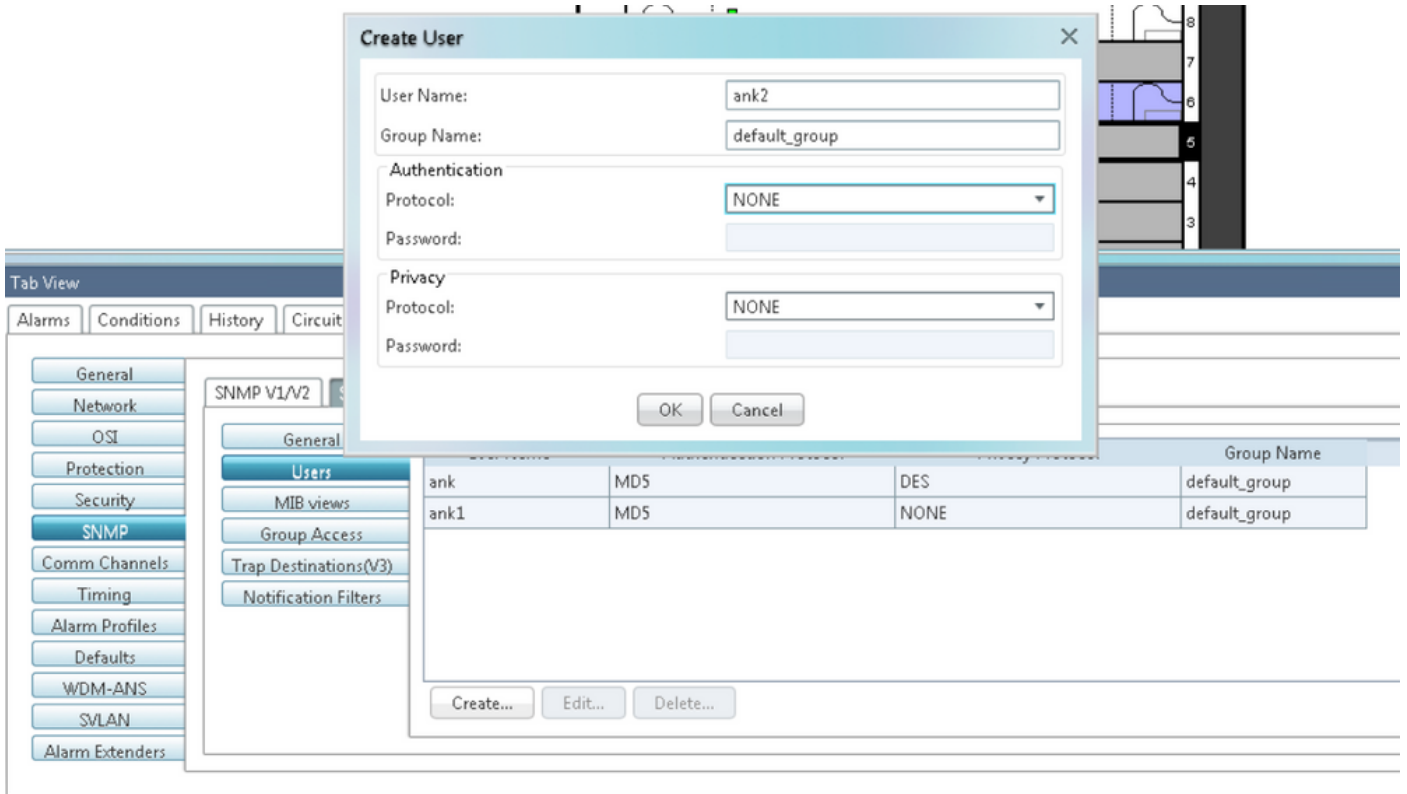 Create User
User Name: ank2
Group Name: default_group
Authentication
Protocol: NONE
Password:
Privacy
Protocol: NONE
Password:
OK Cancel
8
7
6
5
4
3
Tab View
Alarms Conditions History Circuit
General
Network
OSI
Protection
Security
SNMP
Comm Channels
Timing
Alarm Profiles
Defaults
WDM-ANS
SVLAN
Alarm Extenders
SNMP V1/V2
General
Users
MIB views
Group Access
Trap Destinations(V3)
Notification Filters
Group Name
ank MD5 DES default_group
ank1 MD5 NONE default_group
Create... Edit... Delete...